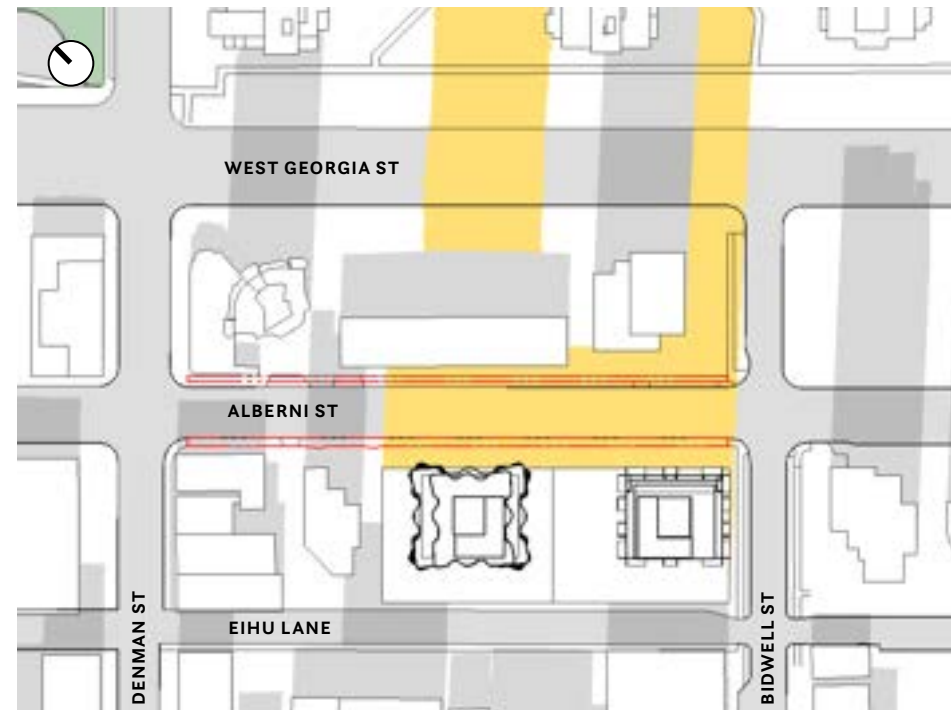 WEST GEORGIA ST
ALBERNI ST
EIHU LANE
DENMAN ST
BIDWELL ST